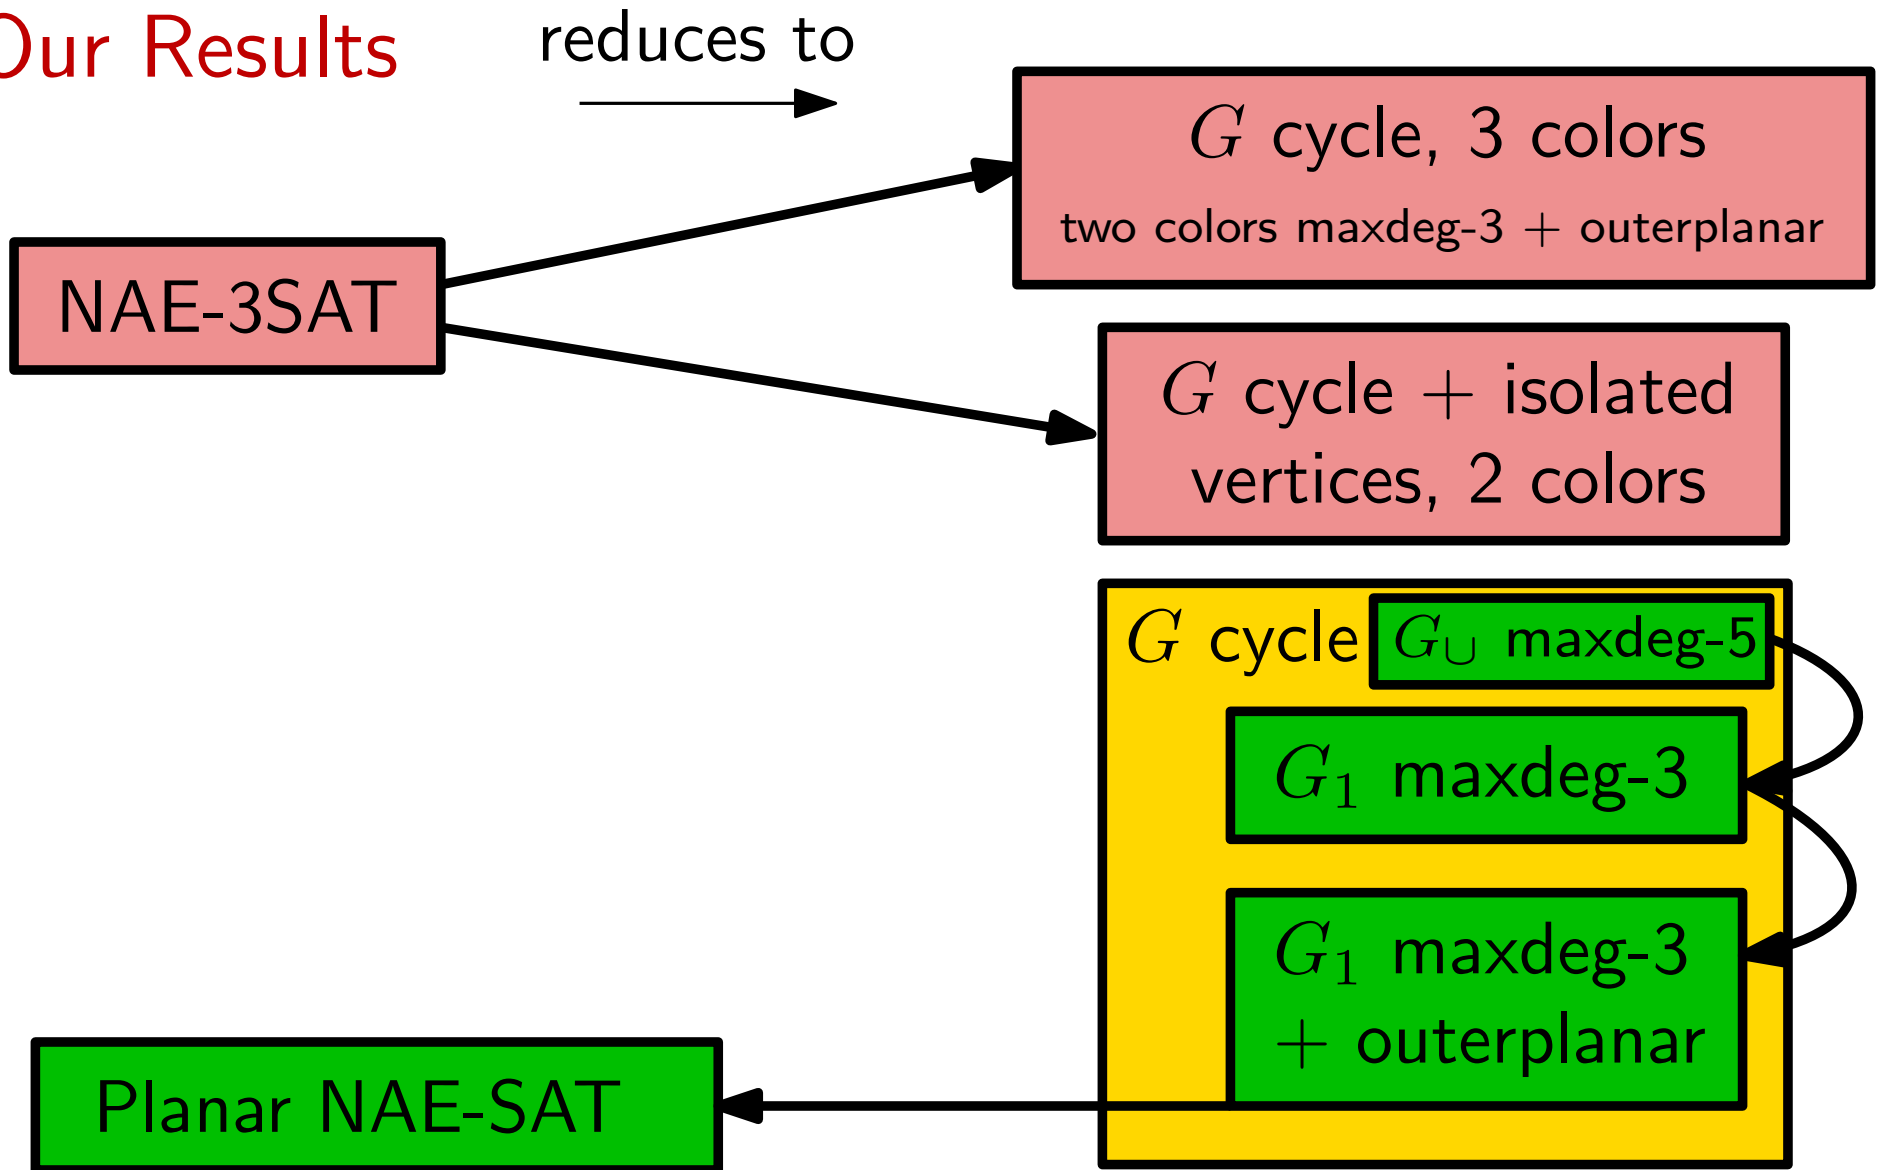 Our Results
reduces to
G cycle, 3 colors
two colors maxdeg-3 + outerplanar
NAE-3SAT
G cycle + isolated
vertices, 2 colors
G cycle
G∪ maxdeg-5
G₁ maxdeg-3
G₁ maxdeg-3
+ outerplanar
Planar NAE-SAT